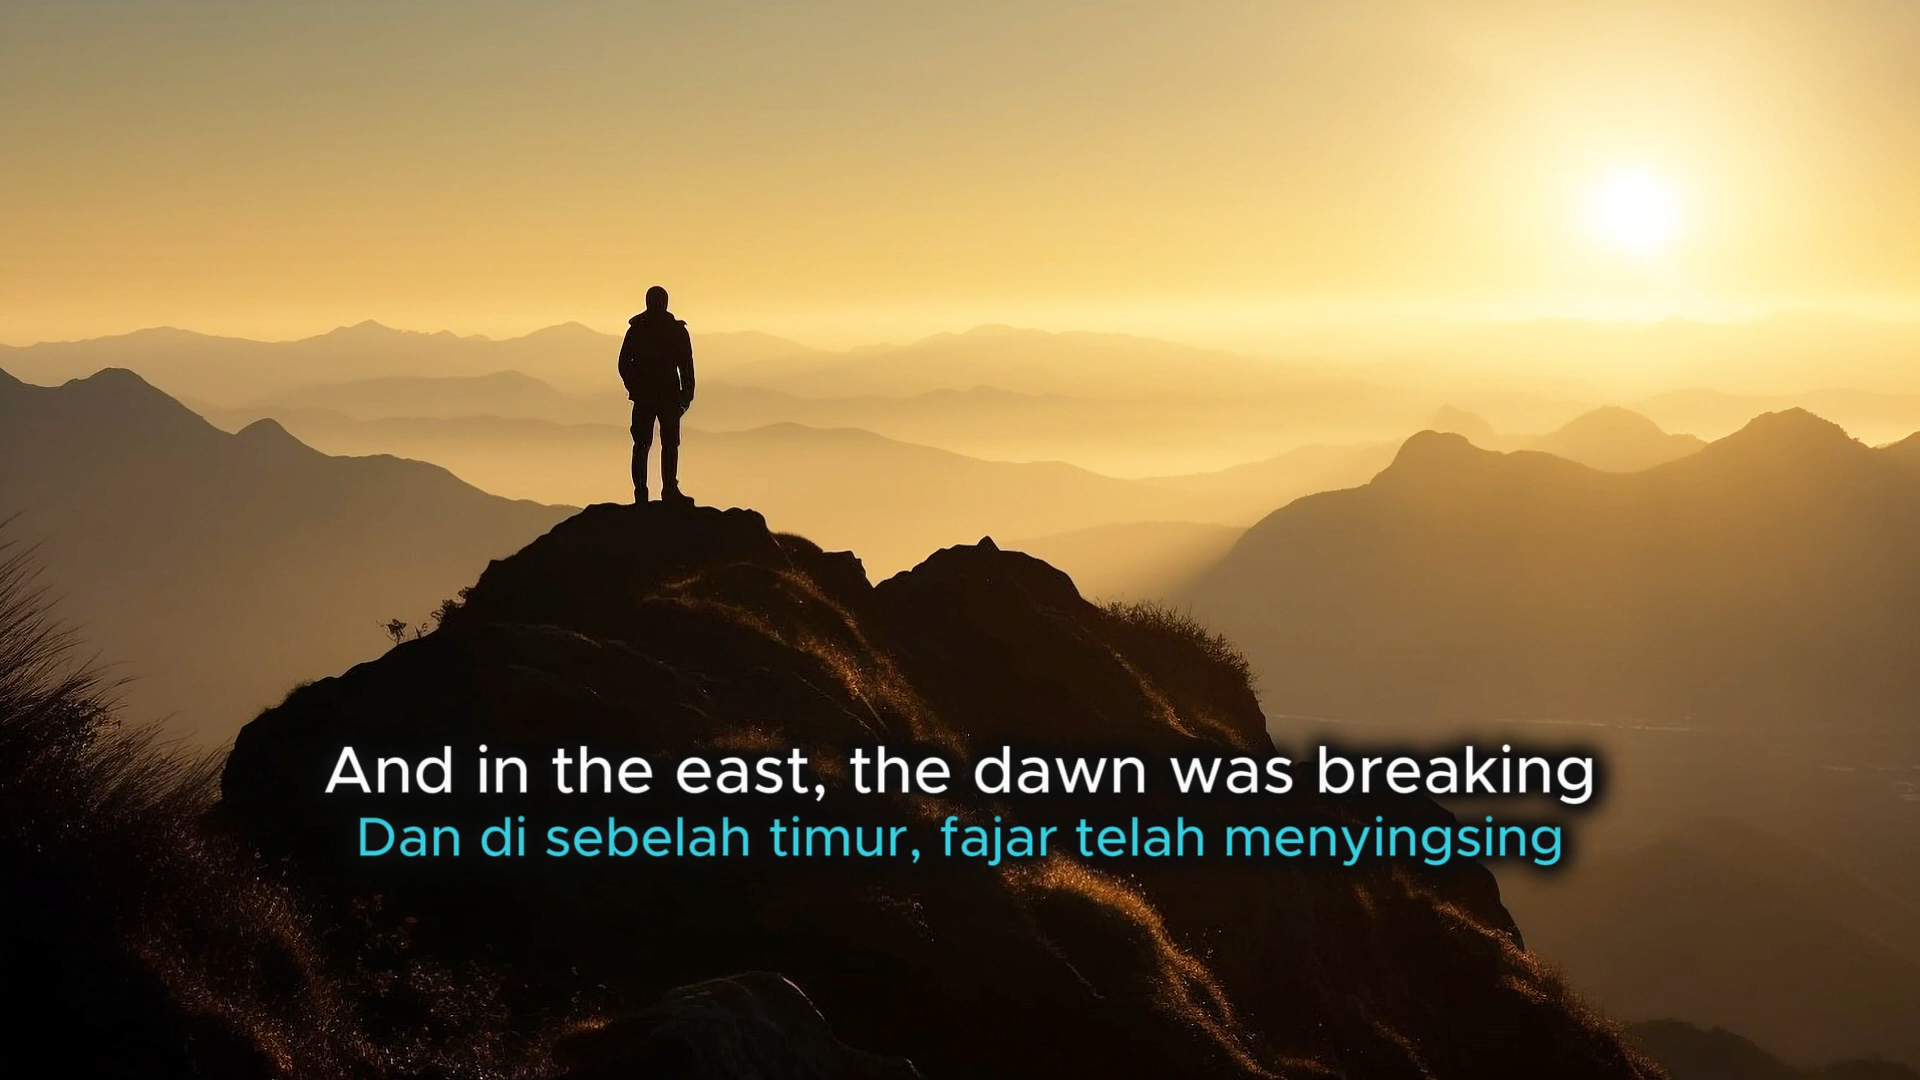 And in the east, the dawn was breaking
Dan di sebelah timur, fajar telah menyingsing